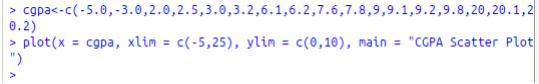 > cgpa<-c(-5.0,-3.0,2.0,2.5,3.0,3.2,6.1,6.2,7.6,7.8,9,9.1,9.2,9.8,20,20.1,2
0.2)
> plot(x = cgpa, xlim = c(-5,25), ylim = c(0,10), main = "CGPA Scatter Plot
")
>